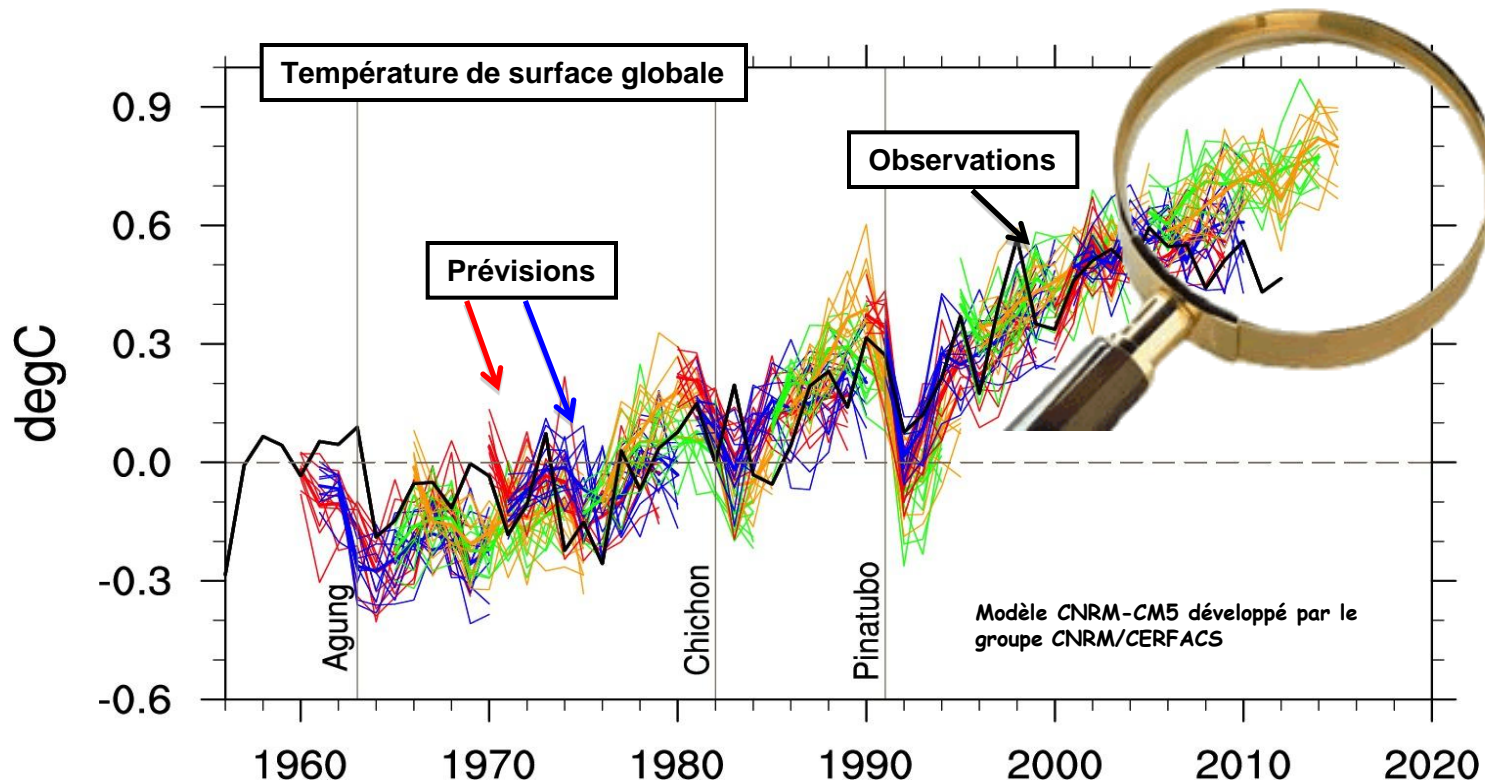 Température de surface globale
Observations
Prévisions
degC
0.9
0.6
0.3
0.0
-0.3
-0.6
Agung
Chichon
Pinatubo
Modèle CNRM-CM5 développé par le
groupe CNRM/CERFACS
1960 1970 1980 1990 2000 2010 2020